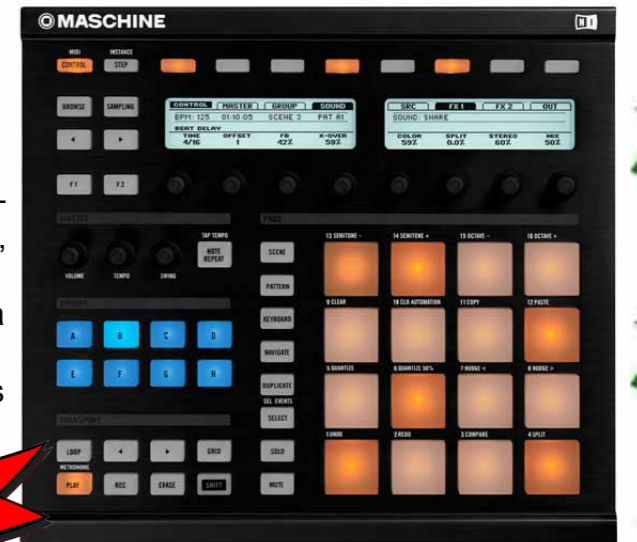 MASCHINE
NI
MIDI
INSTANCE
CONTROL
STEP
BROWSE
SAMPLING
CONTROL MASTER GROUP SOUND
BPM: 125 01:10:05 SCENE 3 PAT A1
BEAT DELAY
TIME OFFSET FB X-OVER
4/16 1 42% 59%
SRC FX 1 FX 2 OUT
SOUND: SHARE
COLOR SPLIT STEREO MIX
59% 0.0% 60% 50%
F1
F2
MASTER
VOLUME
TEMPO
SWING
TAP TEMPO
NOTE REPEAT
GROUPS
A
B
C
D
E
F
G
H
TRANSPORT
LOOP
GRID
METRONOME
PLAY
REC
ERASE
SHIFT
PADS
SCENE
PATTERN
KEYBOARD
NAVIGATE
DUPLICATE
SEL EVENTS
SELECT
SOLO
MUTE
13 SEMITONE -
14 SEMITONE +
15 OCTAVE -
16 OCTAVE +
9 CLEAR
10 CLR AUTOMATION
11 COPY
12 PASTE
5 QUANTIZE
6 QUANTIZE 50%
7 NUDGE <
8 NUDGE >
1 UNDO
2 REDO
3 COMPARE
4 SPLIT